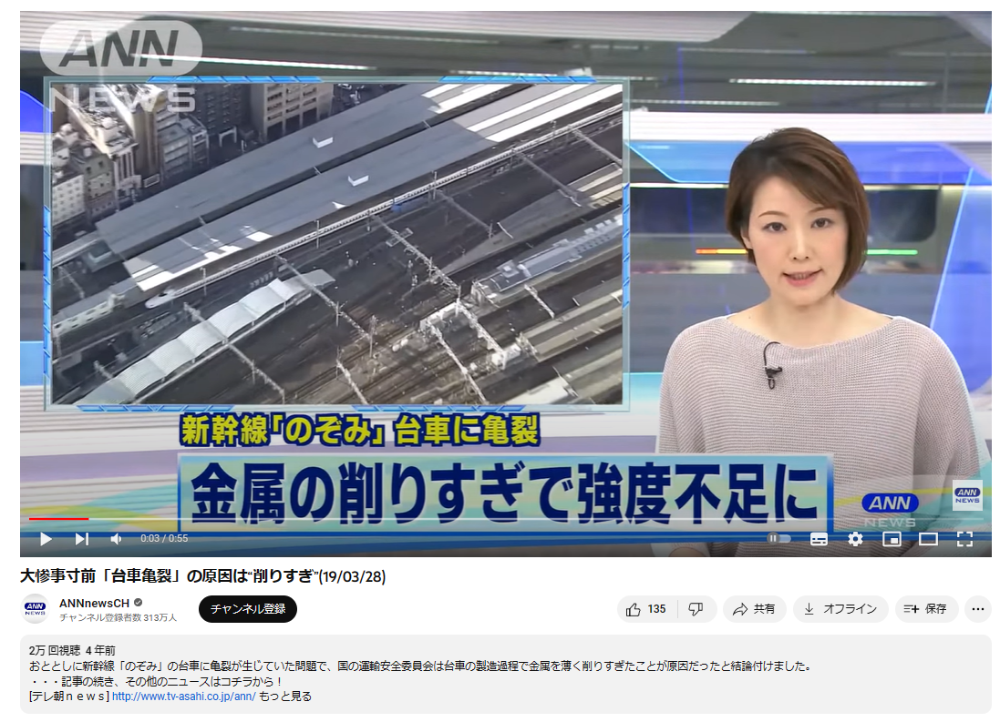 ANN
NEWS
新幹線「のぞみ」台車に亀裂
金属の削りすぎで強度不足に
ANN
NEWS
ANN
NEWS
0:03 / 0:55
大惨事寸前「台車亀裂」の原因は“削りすぎ”(19/03/28)
ANN
NEWS
ANNnewsCH
チャンネル登録者数 313万人
チャンネル登録
135
共有
オフライン
保存
2万 回視聴 4 年前
おととしに新幹線「のぞみ」の台車に亀裂が生じていた問題で、国の運輸安全委員会は台車の製造過程で金属を薄く削りすぎたことが原因だったと結論付けました。
・・・記事の続き、その他のニュースはコチラから！
[テレ朝ｎｅｗｓ] http://www.tv-asahi.co.jp/ann/ もっと見る